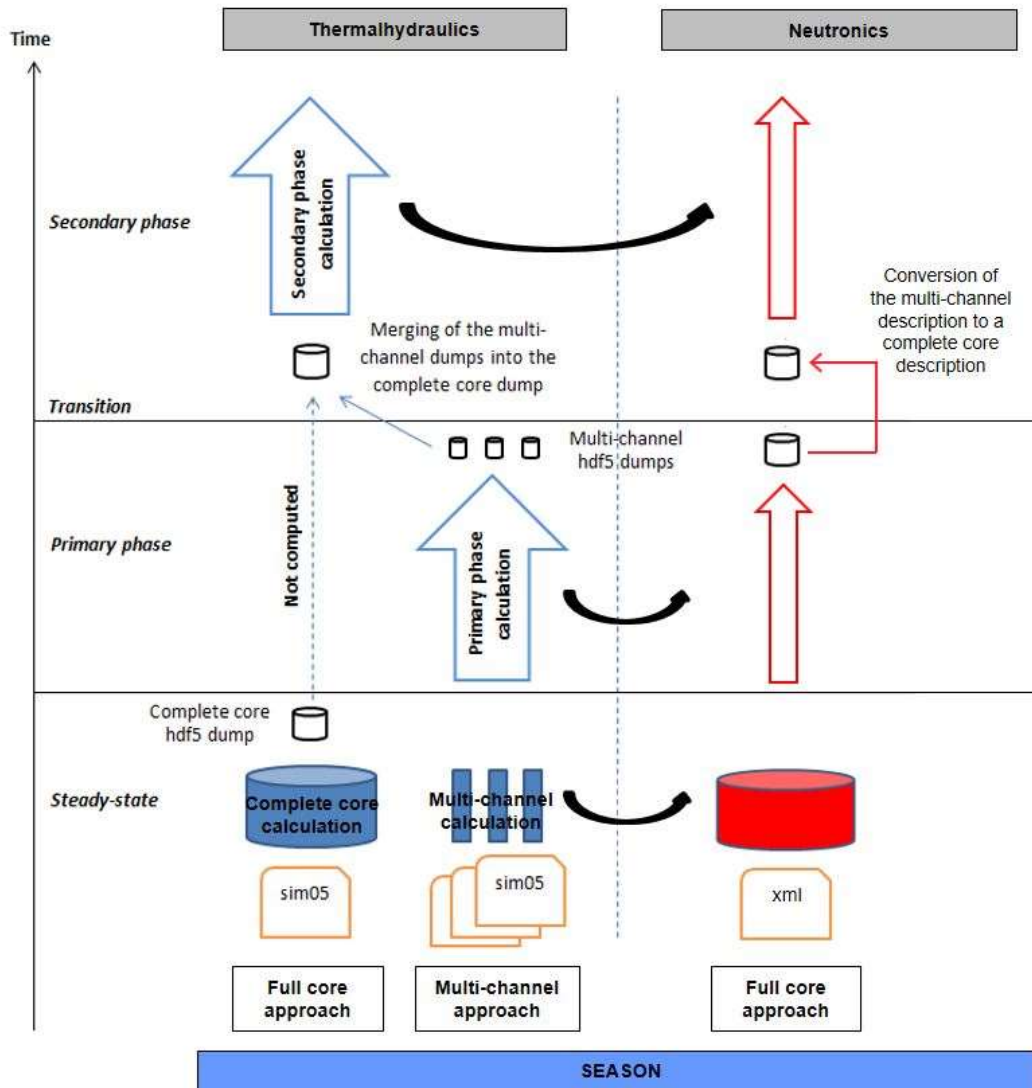 Thermalhydraulics
Neutronics
Time
Secondary phase
calculation
Secondary phase
Conversion of
the multi-channel
description to a
complete core
description
Merging of the multi-
channel dumps into the
complete core dump
Transition
Multi-channel
hdf5 dumps
Not computed
Primary phase
calculation
Primary phase
Complete core
hdf5 dump
Steady-state
Complete core
calculation
Multi-channel
calculation
sim05
sim05
xml
Full core
approach
Multi-channel
approach
Full core
approach
SEASON